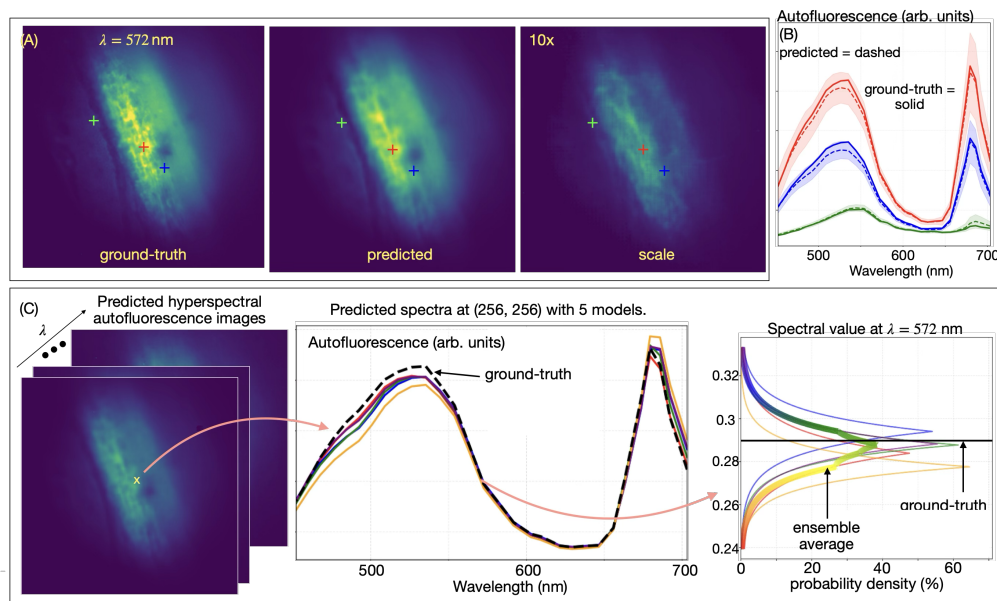 (A)
λ = 572 nm
ground-truth
predicted
10x
scale
Autofluorescence (arb. units)
(B)
predicted = dashed
ground-truth =
solid
500
600
700
Wavelength (nm)
(C)
Predicted hyperspectral
autofluorescence images
λ
x
Predicted spectra at (256, 256) with 5 models.
Autofluorescence (arb. units)
ground-truth
500
600
700
Wavelength (nm)
Spectral value at λ = 572 nm
0.32
0.3
0.28
0.26
0.24
ground-truth
ensemble
average
0
20
40
60
probability density (%)